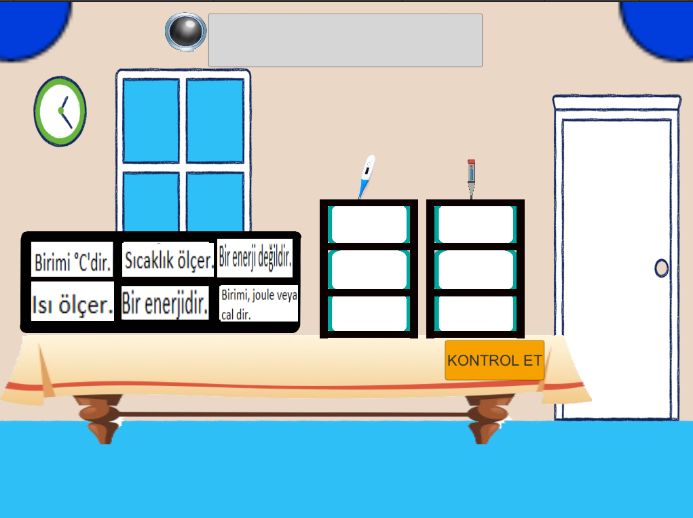 Birimi °C'dir.
Sıcaklık ölçer.
Bir enerji değildir.
Isı ölçer.
Bir enerjidir.
Birimi, joule veya
cal dir.
KONTROL ET